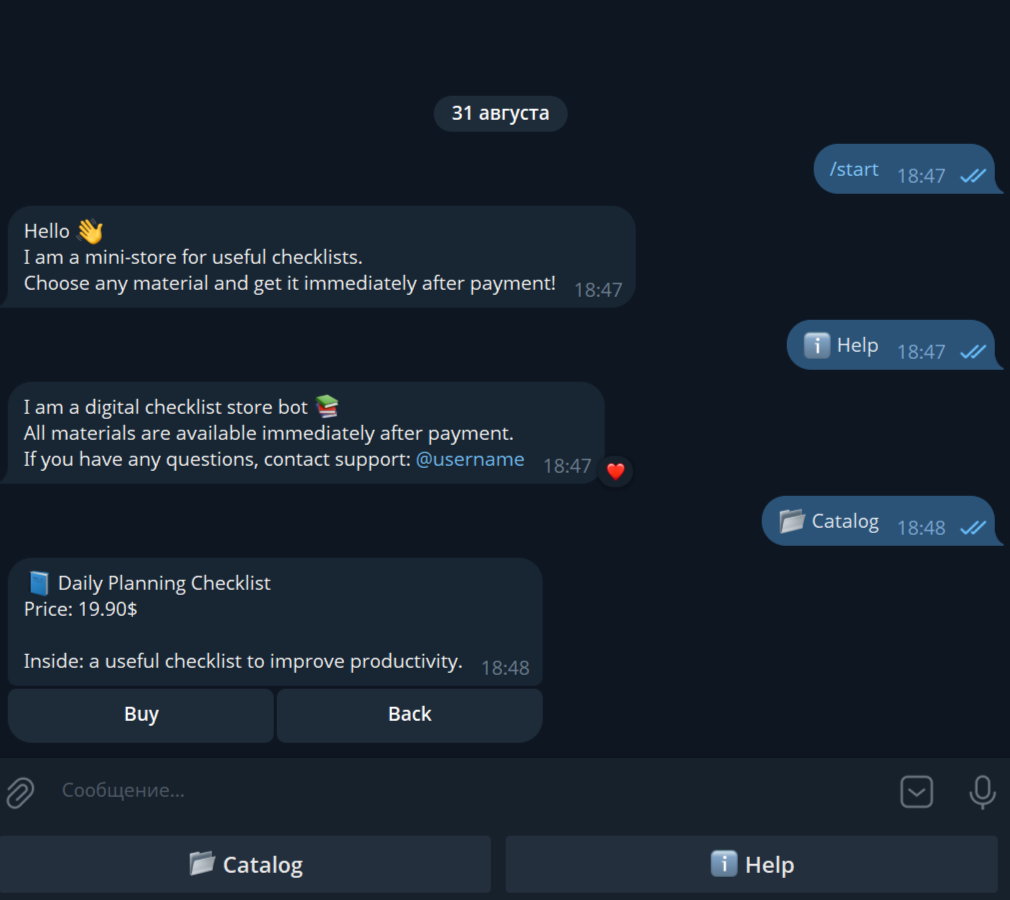 31 августа
/start 18:47
Hello 👋
I am a mini-store for useful checklists.
Choose any material and get it immediately after payment! 18:47
ℹ️ Help 18:47
I am a digital checklist store bot 📚
All materials are available immediately after payment.
If you have any questions, contact support: @username 18:47
📁 Catalog 18:48
📘 Daily Planning Checklist
Price: 19.90$
Inside: a useful checklist to improve productivity. 18:48
Buy Back
Сообщение...
📁 Catalog ℹ️ Help